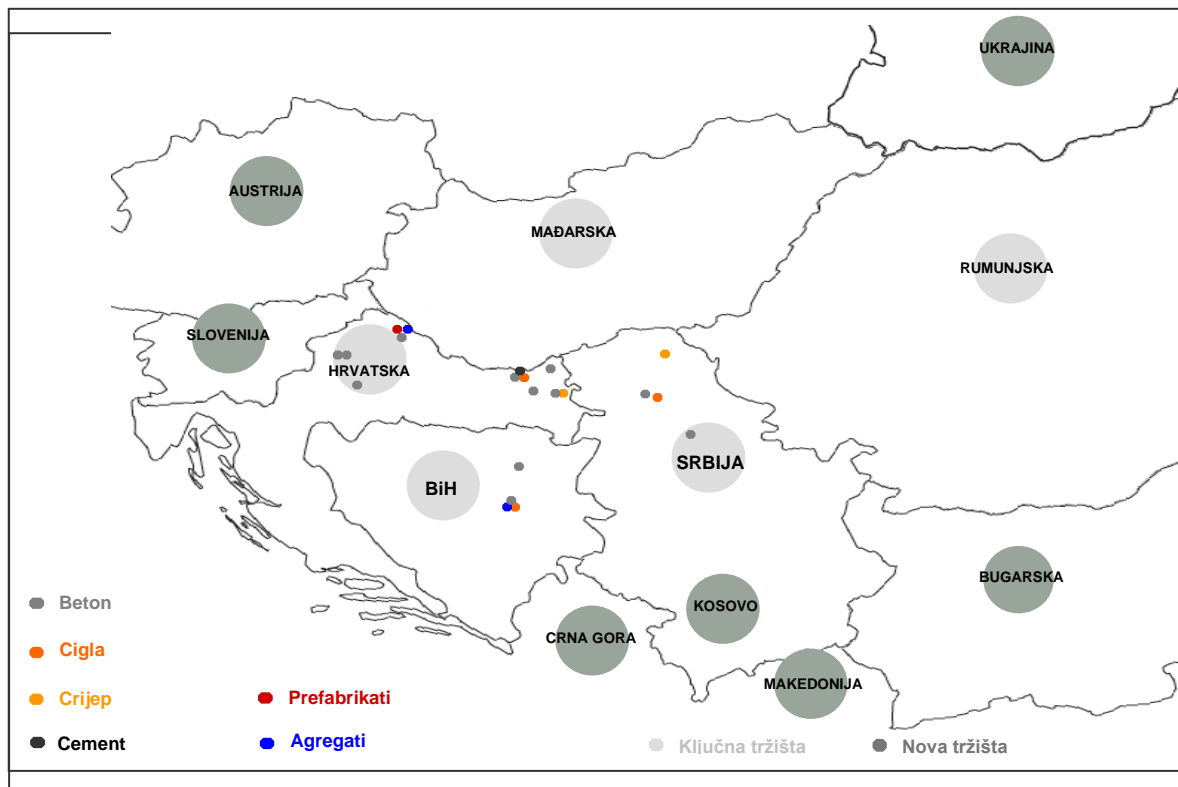 UKRAJINA
AUSTRIJA
MAĐARSKA
RUMUNJSKA
SLOVENIJA
HRVATSKA
SRBIJA
BiH
BUGARSKA
KOSOVO
CRNA GORA
MAKEDONIJA
Beton
Cigla
Crijep
Prefabrikati
Cement
Agregati
Ključna tržišta
Nova tržišta